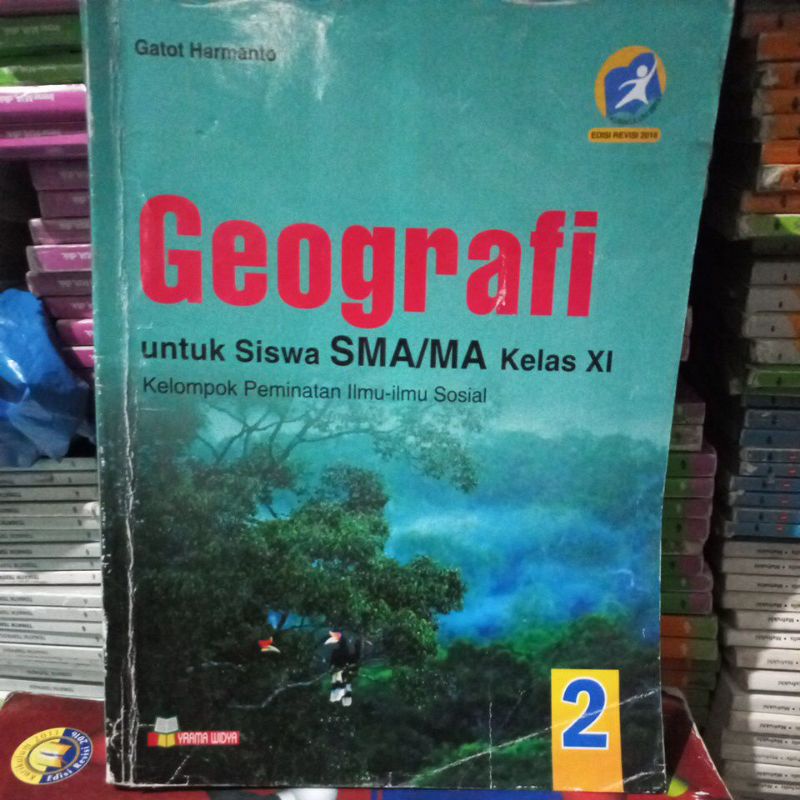 Gatot Harmanto
EDISI REVISI 2016
Geografi
untuk Siswa SMA/MA Kelas XI
Kelompok Peminatan Ilmu-ilmu Sosial
2
YRAMA WIDYA